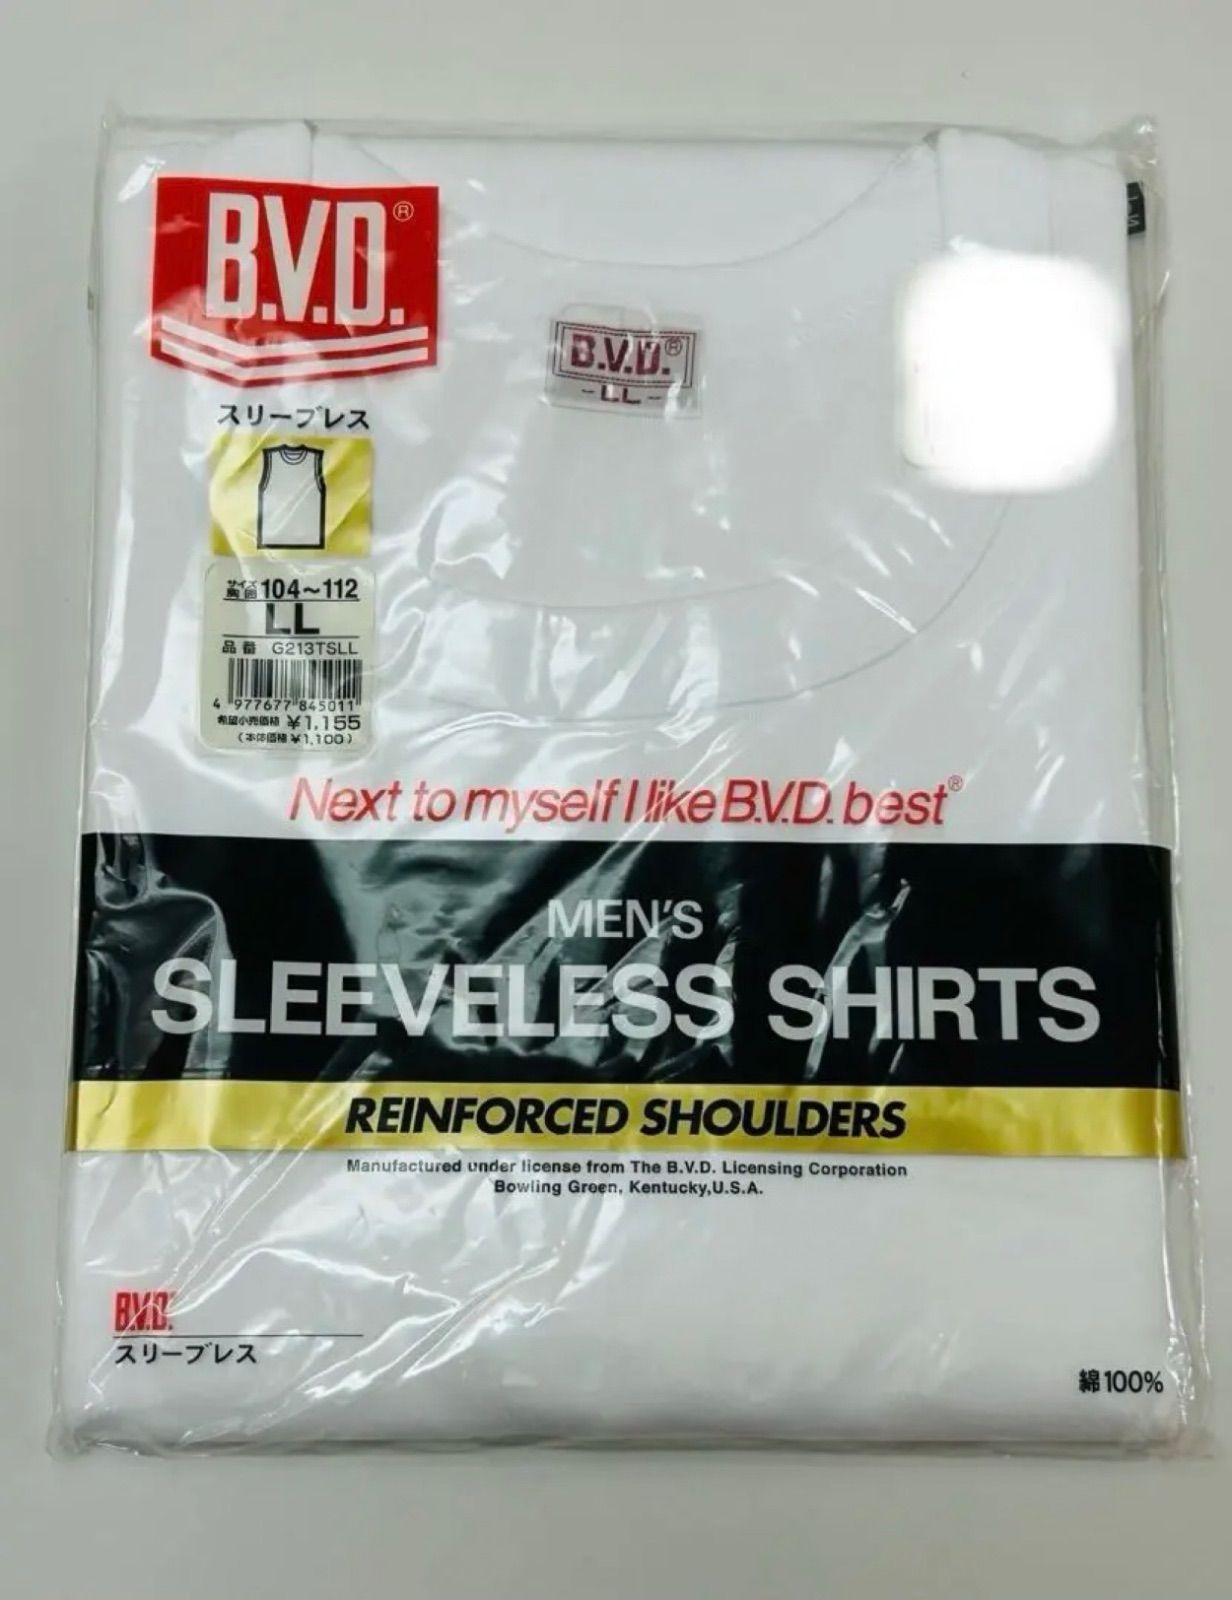 B.V.D.®
スリーブレス
B.V.D.®
-LL-
サイズ
胸囲 104~112
LL
品番 G213TSLL
4 977677 845011
希望小売価格 ¥1,155
(本体価格 ¥1,100)
Next to myself I like B.V.D. best®
MEN'S
SLEEVELESS SHIRTS
REINFORCED SHOULDERS
Manufactured under license from The B.V.D. Licensing Corporation
Bowling Green, Kentucky, U.S.A.
B.V.D.
スリーブレス
綿100%